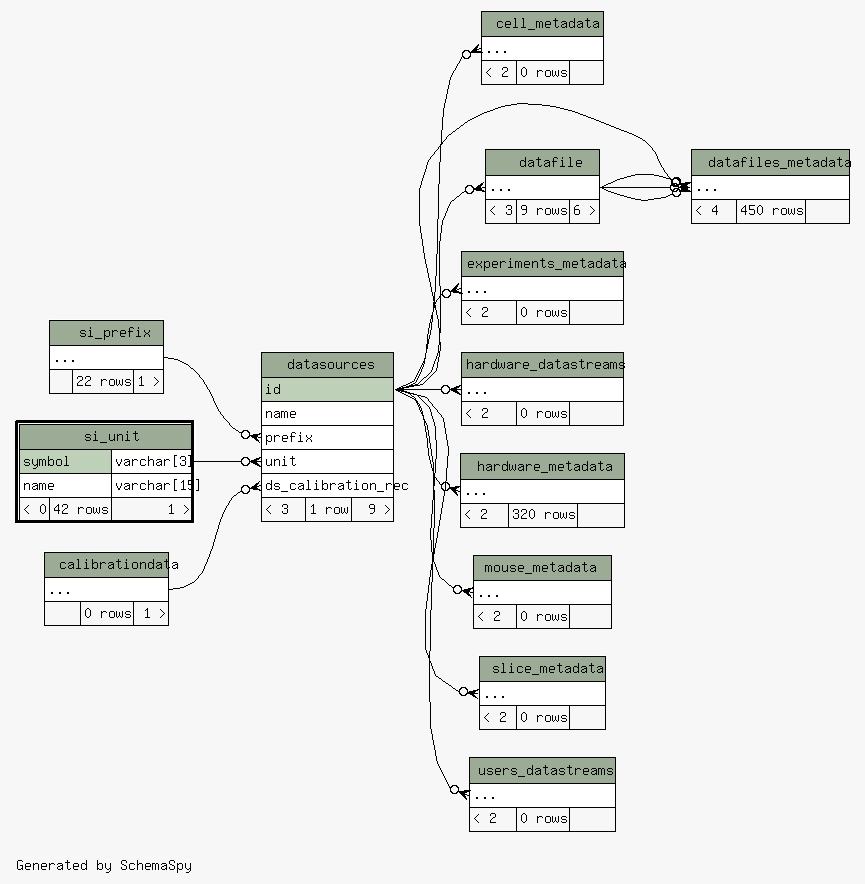 cell_metadata
...
< 2 0 rows
datafile
...
< 3 9 rows 6 >
datafiles_metadata
...
< 4 450 rows
experiments_metadata
...
< 2 0 rows
si_prefix
...
22 rows 1 >
datasources
id
name
prefix
unit
ds_calibration_rec
< 3 1 row 9 >
hardware_datastreams
...
< 2 0 rows
si_unit
symbol varchar[3]
name varchar[15]
< 0 42 rows 1 >
hardware_metadata
...
< 2 320 rows
calibrationdata
...
0 rows 1 >
mouse_metadata
...
< 2 0 rows
slice_metadata
...
< 2 0 rows
users_datastreams
...
< 2 0 rows
Generated by SchemaSpy